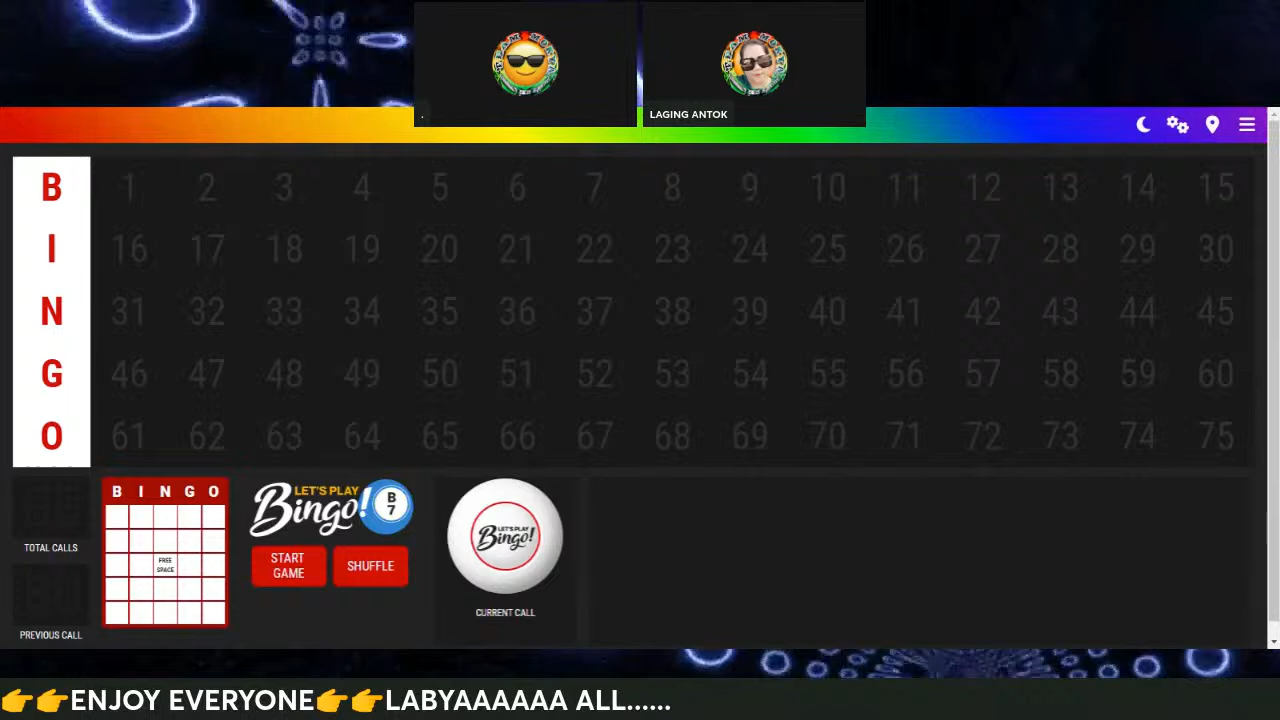 .
LAGING ANTOK
B 1 2 3 4 5 6 7 8 9 10 11 12 13 14 15
I 16 17 18 19 20 21 22 23 24 25 26 27 28 29 30
N 31 32 33 34 35 36 37 38 39 40 41 42 43 44 45
G 46 47 48 49 50 51 52 53 54 55 56 57 58 59 60
O 61 62 63 64 65 66 67 68 69 70 71 72 73 74 75
TOTAL CALLS
PREVIOUS CALL
B I N G O
FREE
SPACE
LET'S PLAY
Bingo!
B
7
START
GAME
SHUFFLE
LET'S PLAY
Bingo!
CURRENT CALL
👉👉ENJOY EVERYONE👉👉LABYAAAAAA ALL......